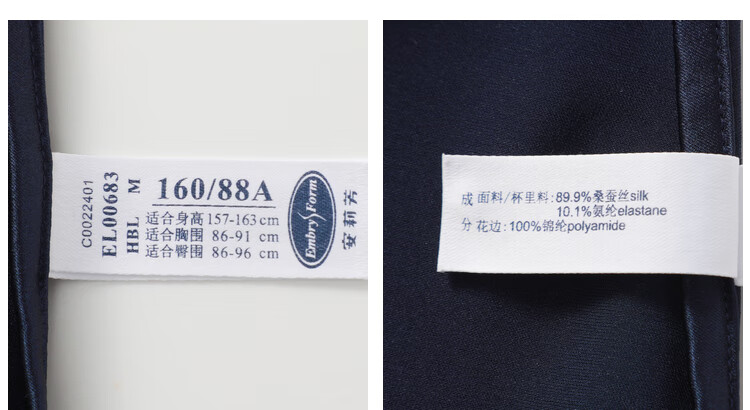 C0022401
EL00683
HBL M
160/88A
适合身高 157-163 cm
适合胸围 86-91 cm
适合臀围 86-96 cm
Embry Form
安莉芳
成 面料/杯里料:89.9%桑蚕丝silk
10.1%氨纶elastane
分 花边:100%锦纶polyamide